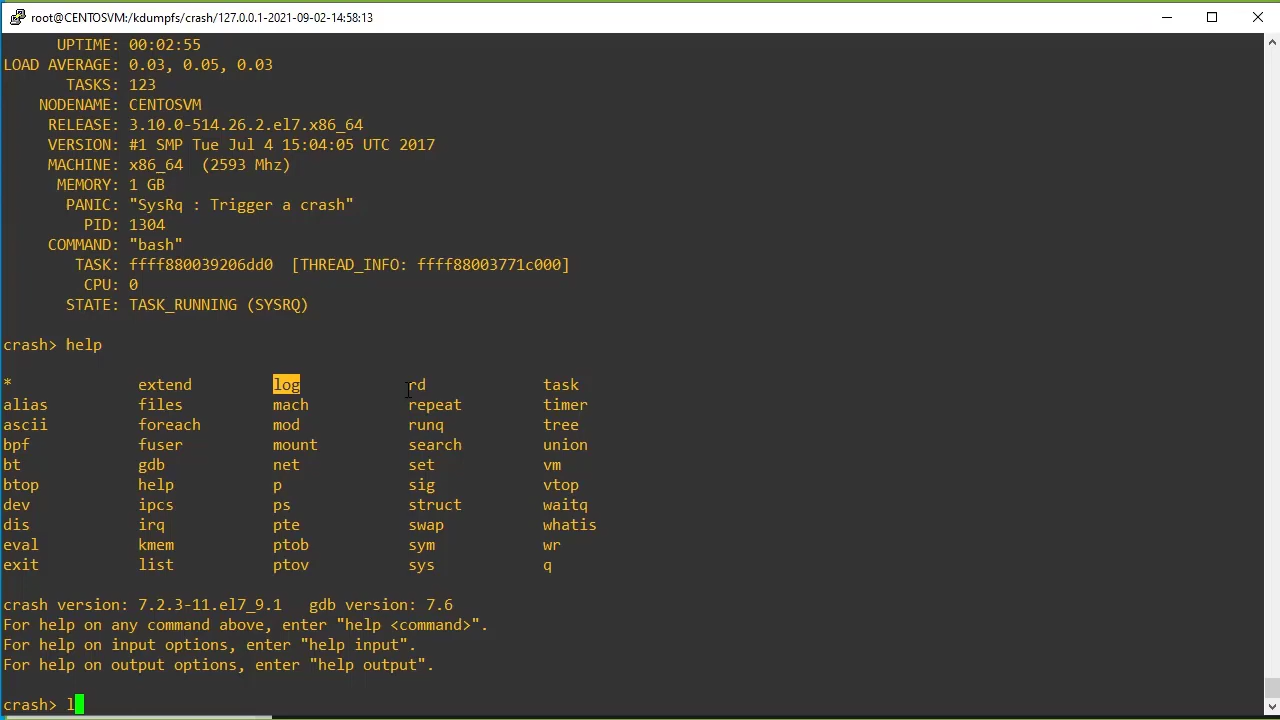 root@CENTOSVM:/kdumpfs/crash/127.0.0.1-2021-09-02-14:58:13
UPTIME: 00:02:55
LOAD AVERAGE: 0.03, 0.05, 0.03
TASKS: 123
NODENAME: CENTOSVM
RELEASE: 3.10.0-514.26.2.el7.x86_64
VERSION: #1 SMP Tue Jul 4 15:04:05 UTC 2017
MACHINE: x86_64  (2593 Mhz)
MEMORY: 1 GB
PANIC: "SysRq : Trigger a crash"
PID: 1304
COMMAND: "bash"
TASK: ffff880039206dd0  [THREAD_INFO: ffff88003771c000]
CPU: 0
STATE: TASK_RUNNING (SYSRQ)
crash> help
*              extend         log            rd             task
alias          files          mach           repeat         timer
ascii          foreach        mod            runq           tree
bpf            fuser          mount          search         union
bt             gdb            net            set            vm
btop           help           p              sig            vtop
dev            ipcs           ps             struct         waitq
dis            irq            pte            swap           whatis
eval           kmem           ptob           sym            wr
exit           list           ptov           sys            q
crash version: 7.2.3-11.el7_9.1   gdb version: 7.6
For help on any command above, enter "help <command>".
For help on input options, enter "help input".
For help on output options, enter "help output".
crash> l